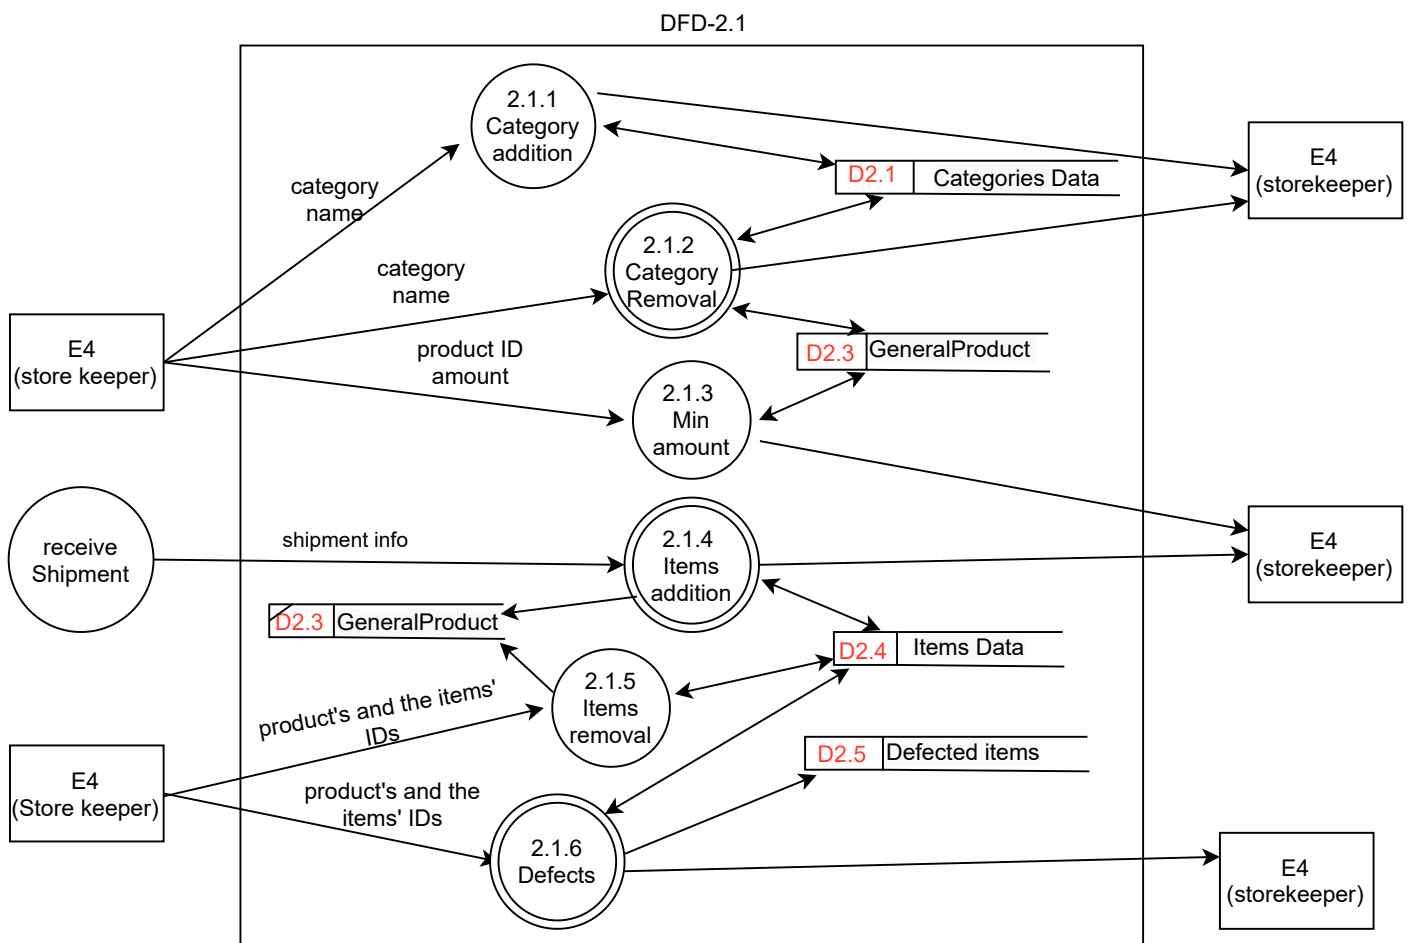 DFD-2.1
2.1.1
Category
addition
category
name
D2.1
Categories Data
E4
(storekeeper)
2.1.2
Category
Removal
category
name
E4
(store keeper)
product ID
amount
D2.3
GeneralProduct
2.1.3
Min
amount
receive
Shipment
shipment info
2.1.4
Items
addition
E4
(storekeeper)
D2.3
GeneralProduct
D2.4
Items Data
2.1.5
Items
removal
product's and the items'
IDs
E4
(Store keeper)
product's and the
items' IDs
D2.5
Defected items
2.1.6
Defects
E4
(storekeeper)